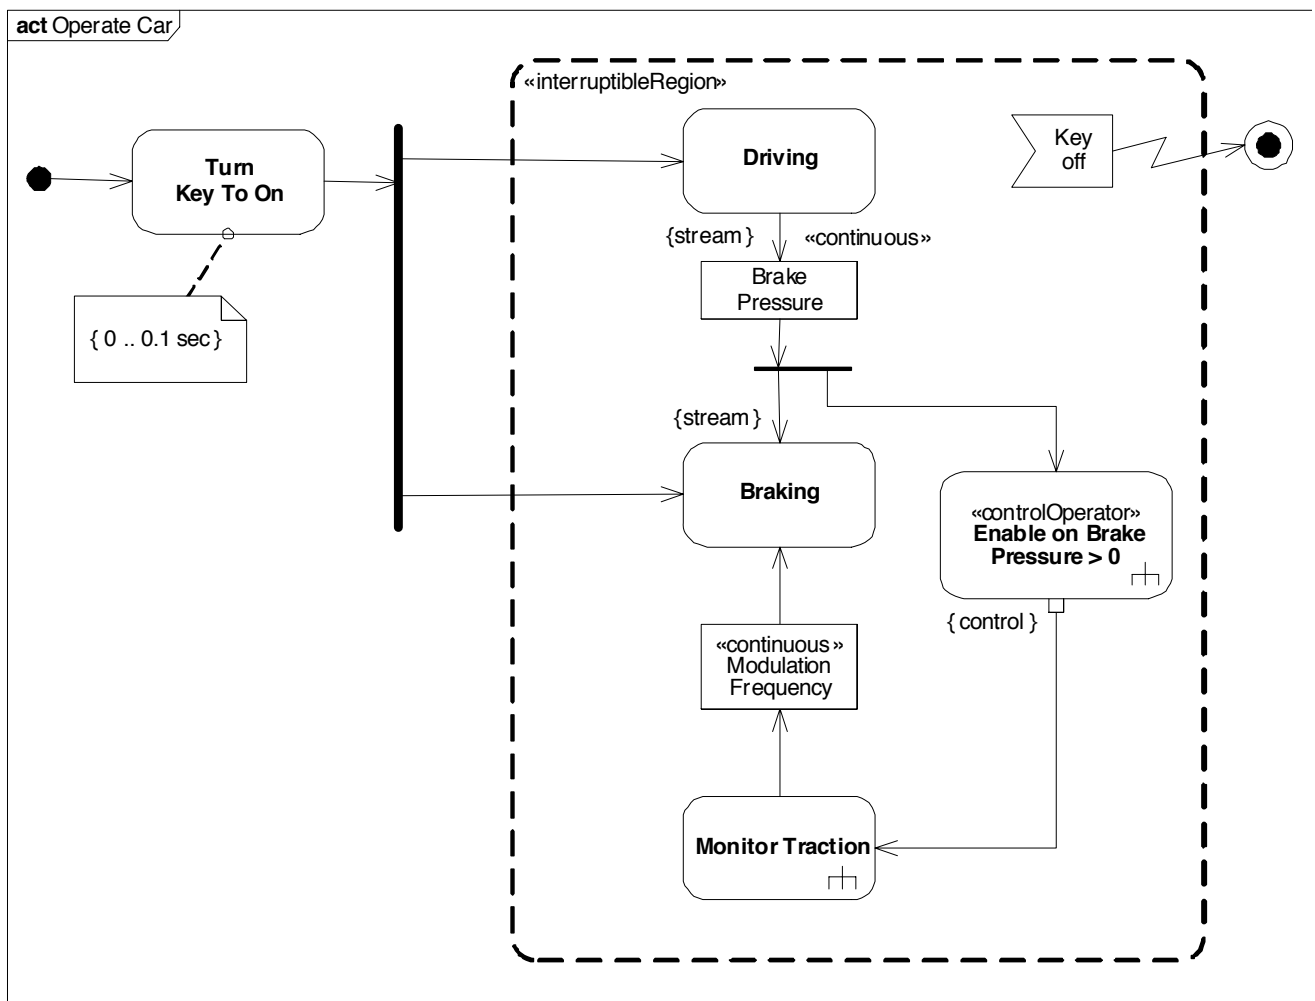 act Operate Car
«interruptibleRegion»
Turn
Key To On
{ 0 .. 0.1 sec }
Driving
Key
off
{stream}
«continuous»
Brake
Pressure
{stream}
Braking
«controlOperator»
Enable on Brake
Pressure > 0
{ control }
«continuous»
Modulation
Frequency
Monitor Traction